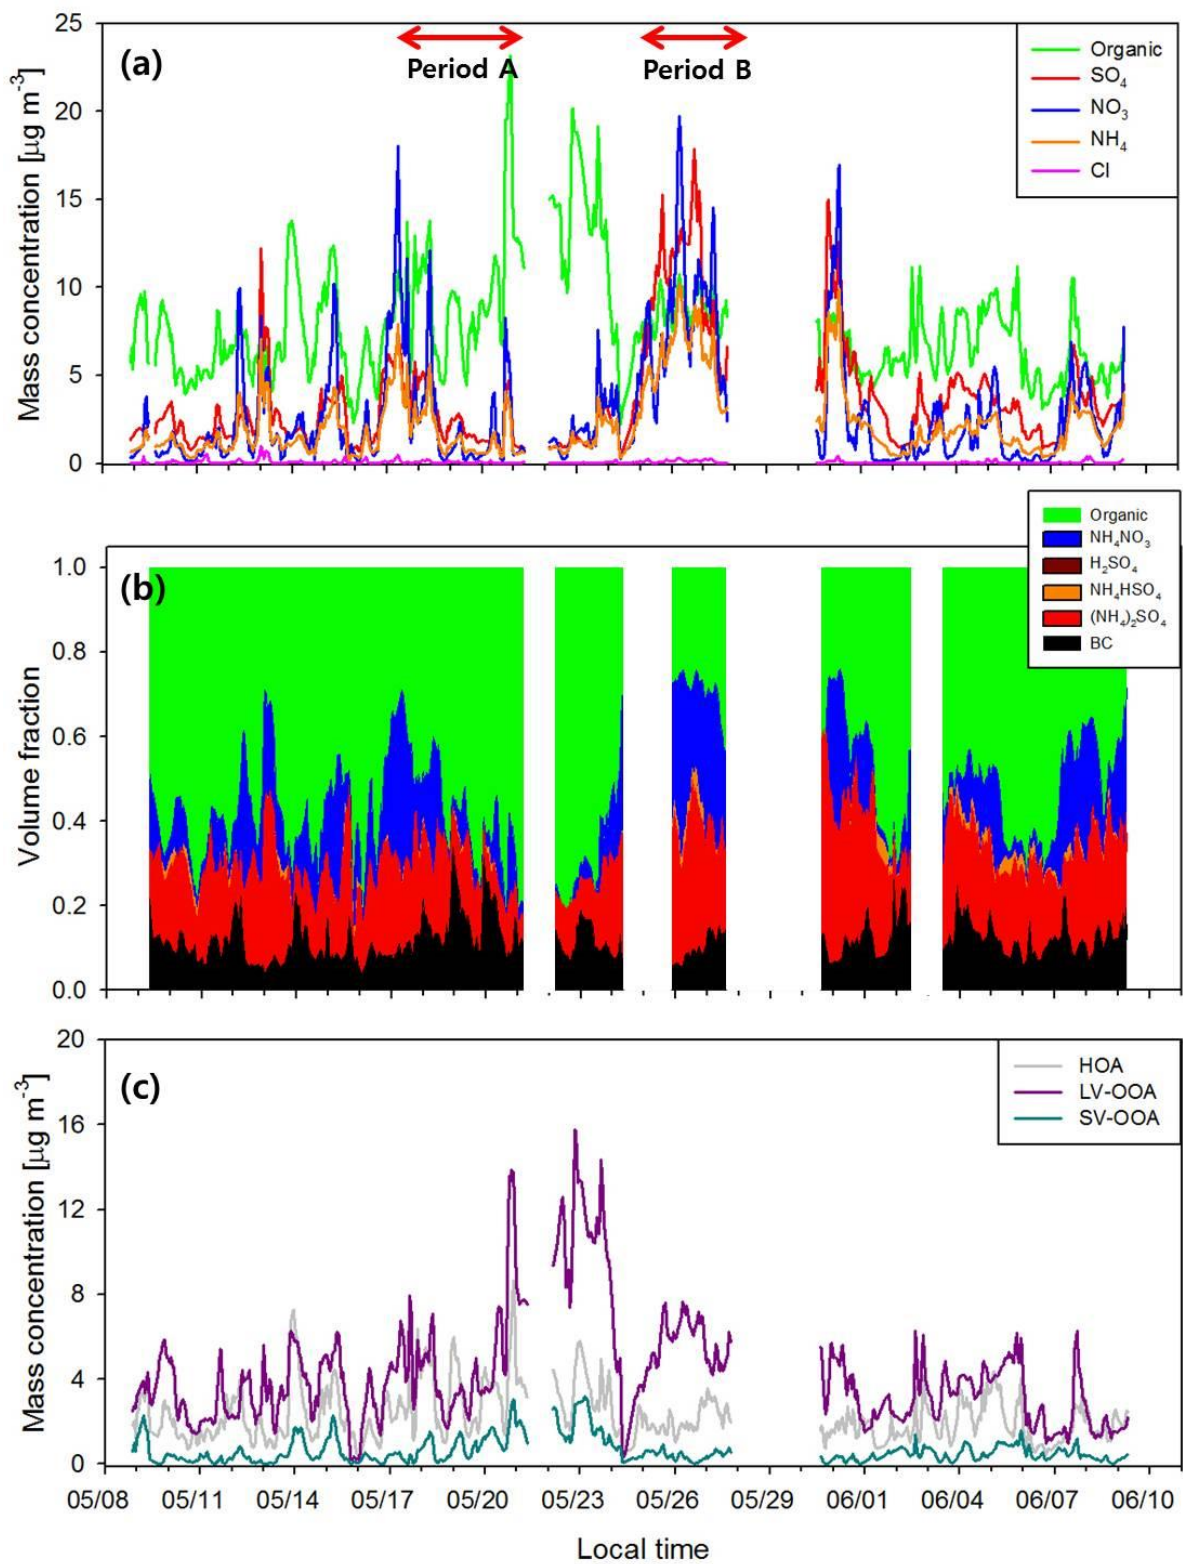 25
20
15
10
5
0
Mass concentration [μg m⁻³]
(a)
Period A
Period B
Organic
SO₄
NO₃
NH₄
Cl
1.0
0.8
0.6
0.4
0.2
0.0
Volume fraction
(b)
Organic
NH₄NO₃
H₂SO₄
NH₄HSO₄
(NH₄)₂SO₄
BC
20
16
12
8
4
0
Mass concentration [μg m⁻³]
(c)
HOA
LV-OOA
SV-OOA
05/08 05/11 05/14 05/17 05/20 05/23 05/26 05/29 06/01 06/04 06/07 06/10
Local time